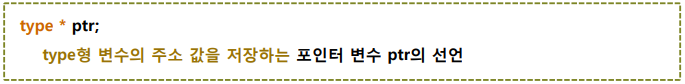 type * ptr;
type형 변수의 주소 값을 저장하는 포인터 변수 ptr의 선언